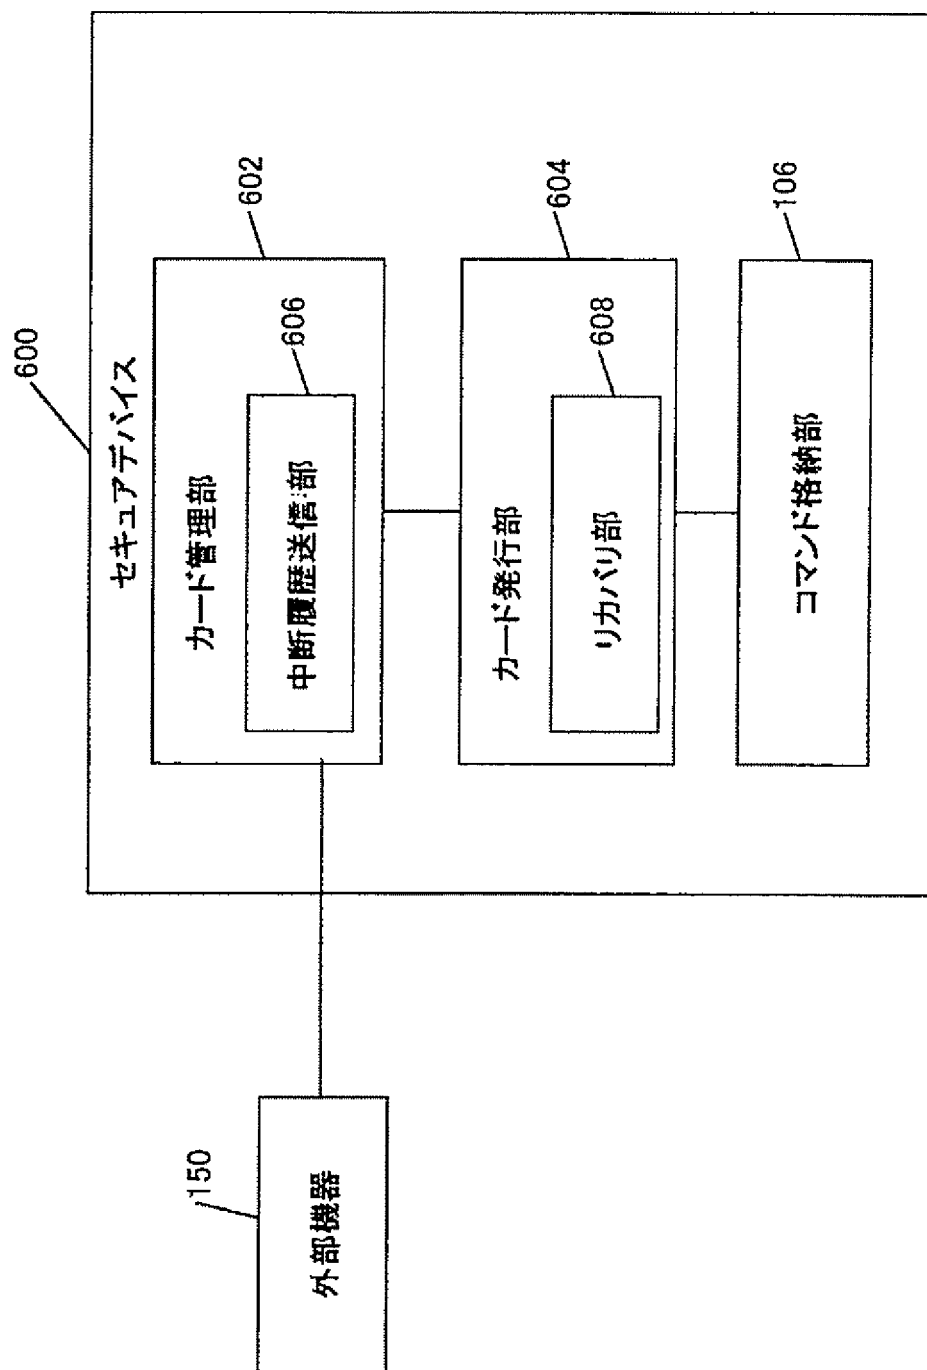 600
セキュアデバイス
602
カード管理部
606
中断履歴送信部
604
カード発行部
608
リカバリ部
106
コマンド格納部
150
外部機器